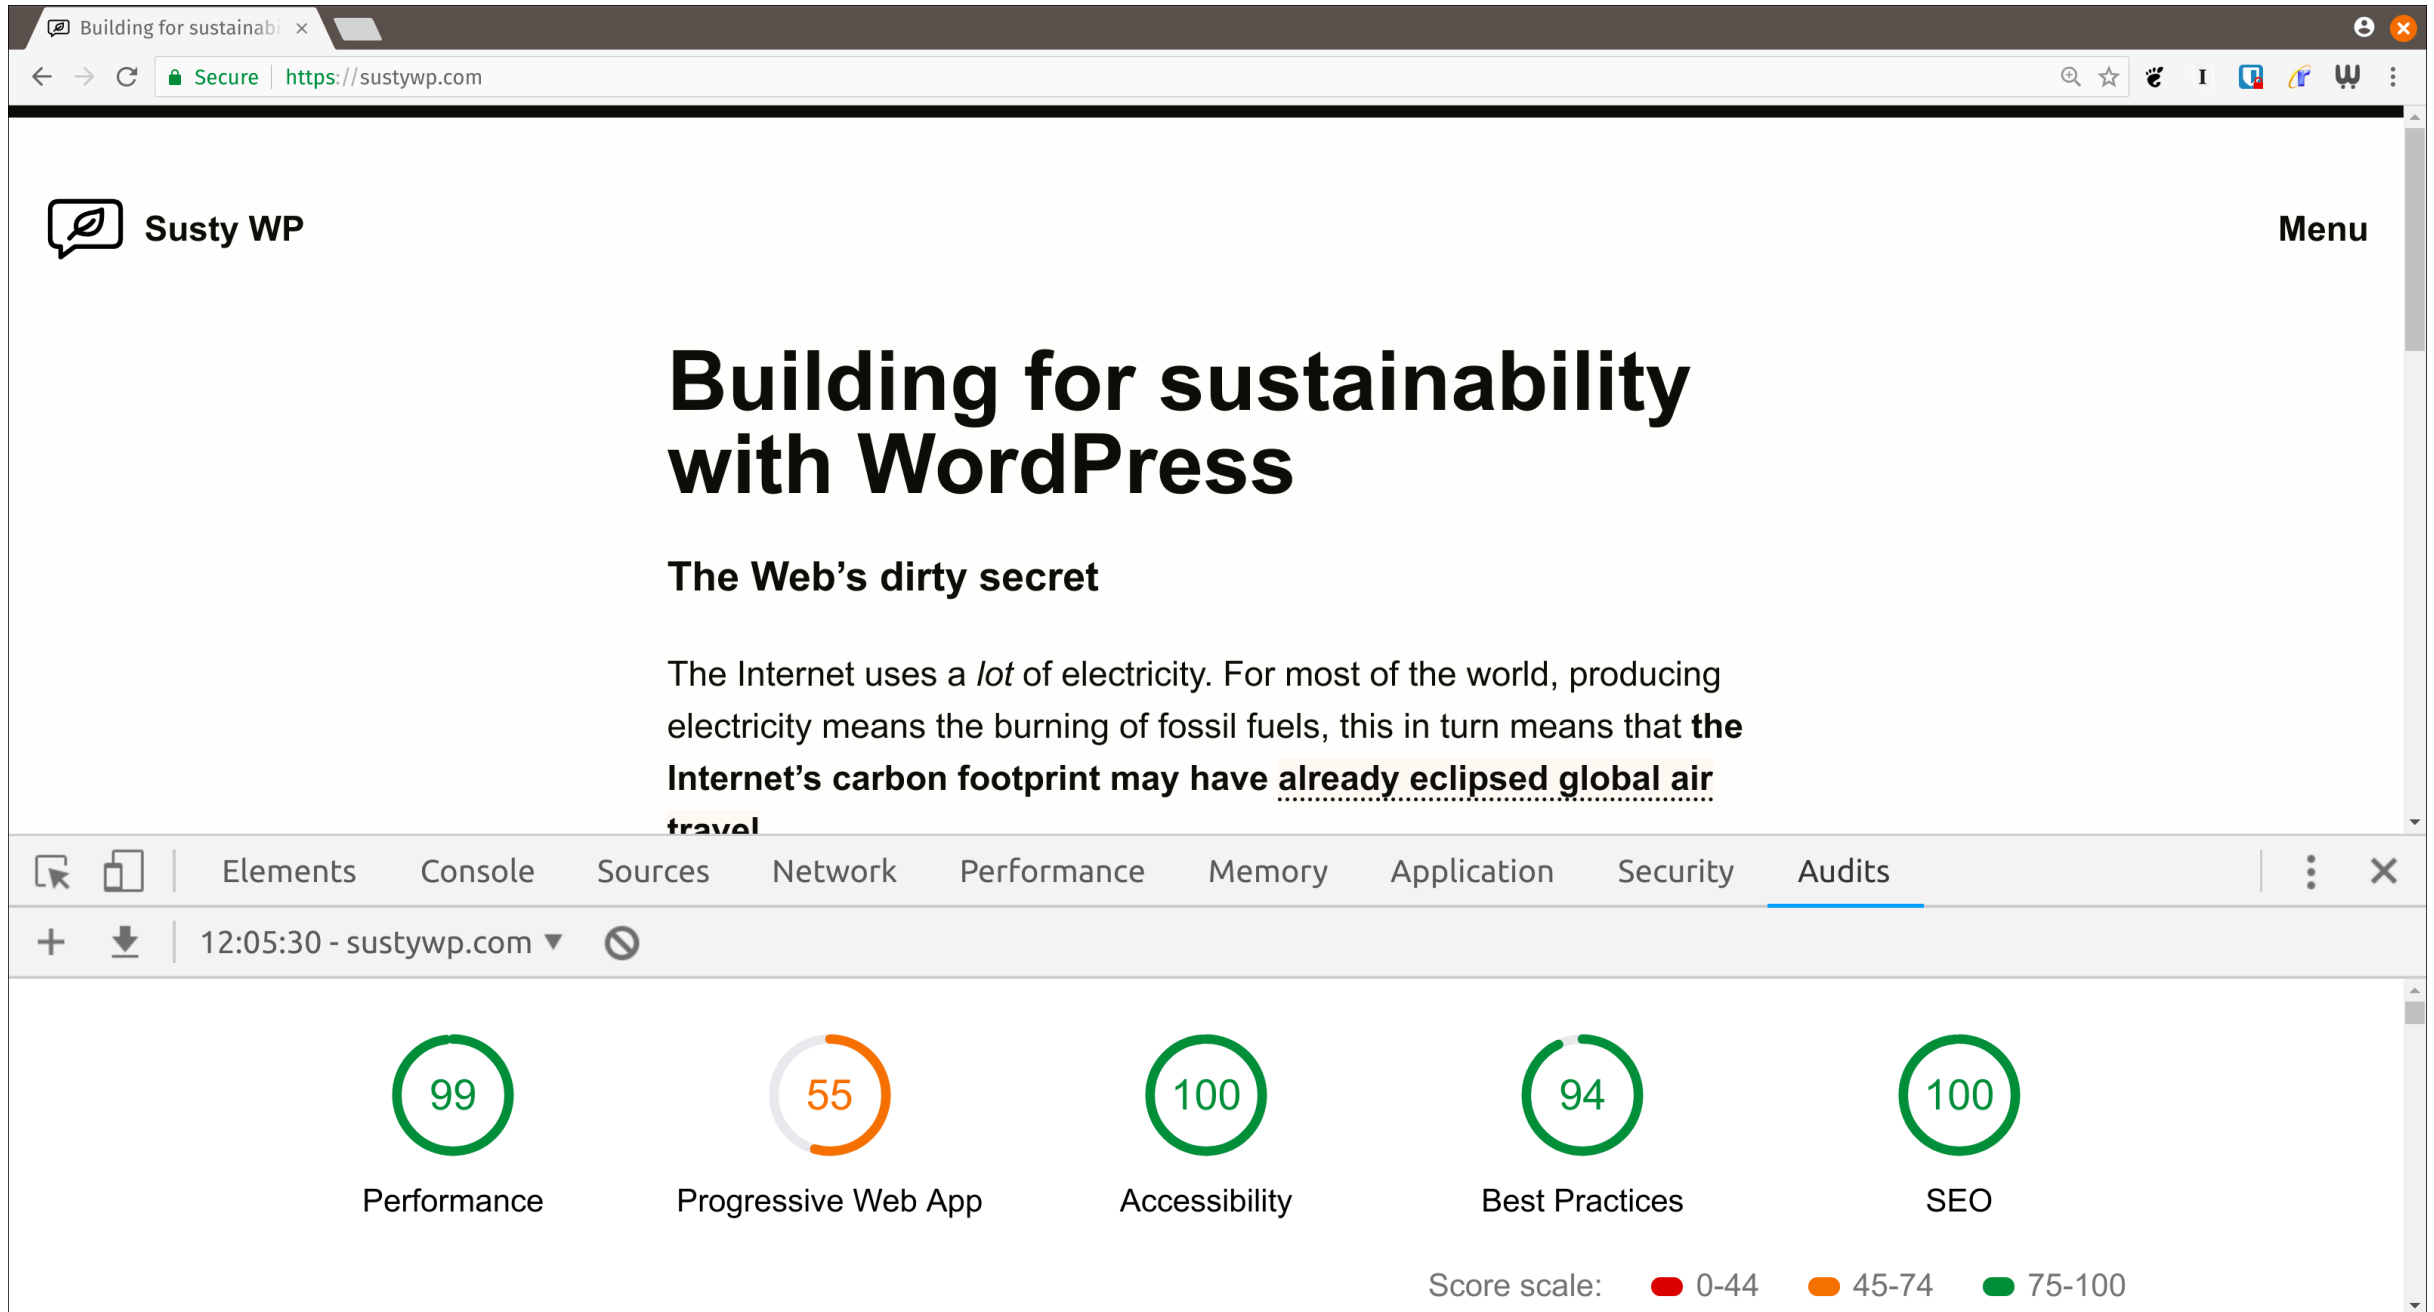 Building for sustainabi
Secure https://sustywp.com
Susty WP
Menu
Building for sustainability
with WordPress
The Web’s dirty secret
The Internet uses a lot of electricity. For most of the world, producing
electricity means the burning of fossil fuels, this in turn means that the
Internet’s carbon footprint may have already eclipsed global air
travel
Elements Console Sources Network Performance Memory Application Security Audits
12:05:30 - sustywp.com
99 55 100 94 100
Performance Progressive Web App Accessibility Best Practices SEO
Score scale: 0-44 45-74 75-100